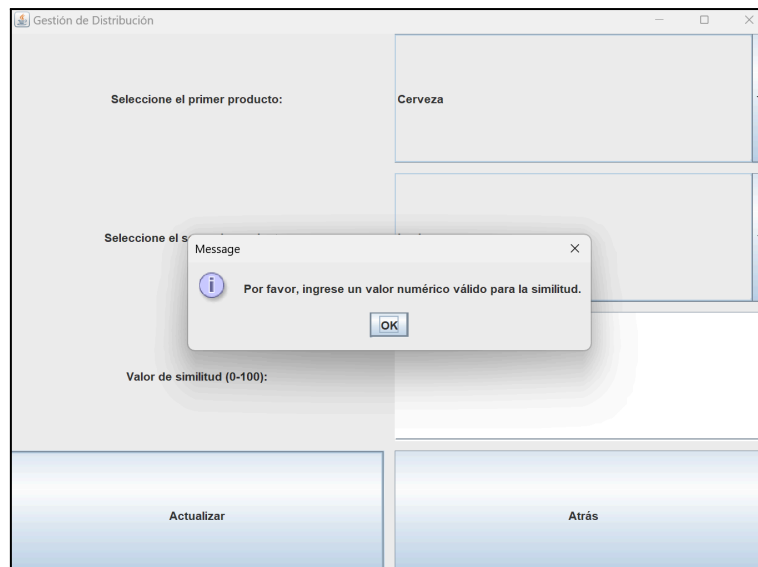 Gestión de Distribución
Seleccione el primer producto:
Cerveza
Seleccione el
Message
Por favor, ingrese un valor numérico válido para la similitud.
OK
Valor de similitud (0-100):
Actualizar
Atrás